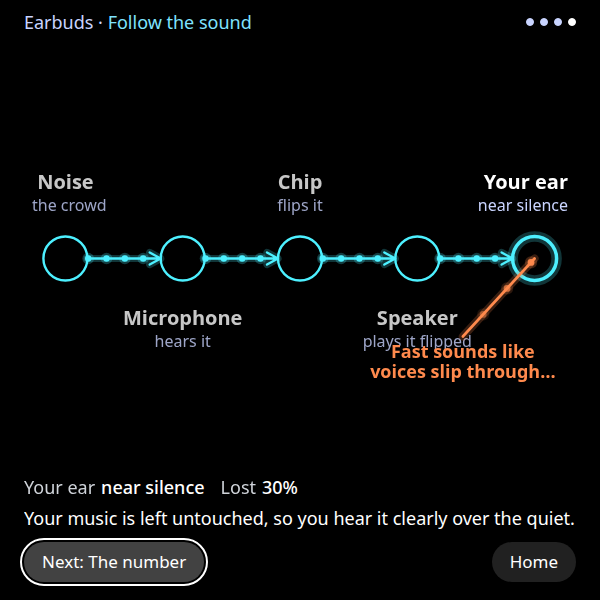 Earbuds · Follow the sound
Noise
the crowd
Chip
flips it
Your ear
near silence
Microphone
hears it
Speaker
plays it flipped
Fast sounds like
voices slip through...
Your ear near silence Lost 30%
Your music is left untouched, so you hear it clearly over the quiet.
Next: The number
Home